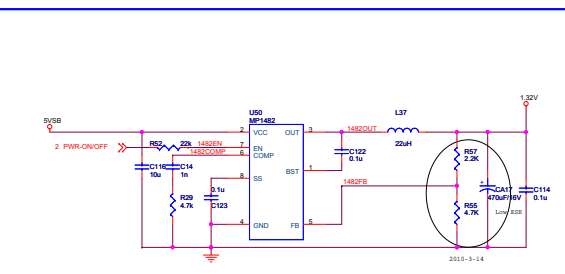 1.32V
5VSB
U50
MP1482
L37
2 VCC OUT 3
1482OUT
2 PWR-ON/OFF
R52 22k
1482EN
7 EN
1482COMP
6 COMP
22uH
R57
2.2K
C122
0.1u
C116
10u
C14
1n
BST 1
8 SS
0.1u
C123
1482FB
CA17
470uF/16V
C114
0.1u
R29
4.7k
R55
4.7K
Low ESR
4 GND FB 5
2010-3-14